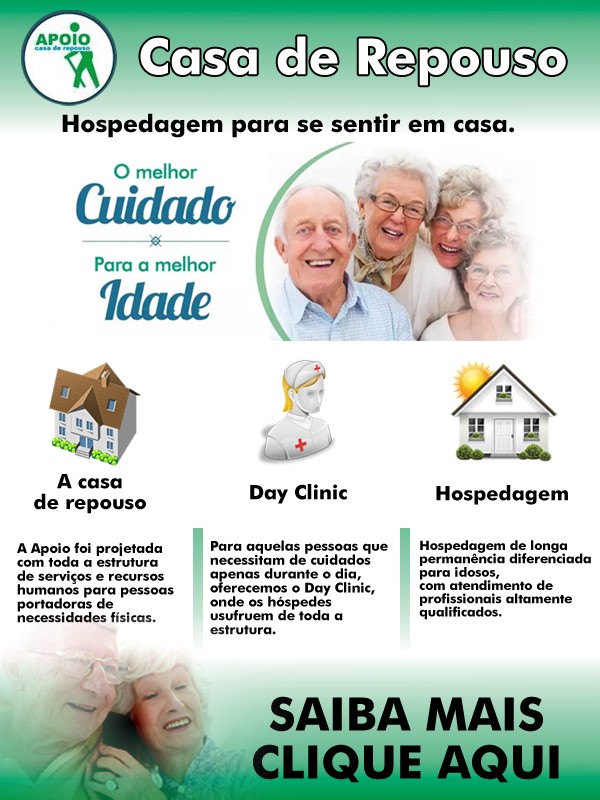 APOIO
casa de repouso
Casa de Repouso
Hospedagem para se sentir em casa.
O melhor
Cuidado
Para a melhor
Idade
A casa
de repouso
A Apoio foi projetada
com toda a estrutura
de serviços e recursos
humanos para pessoas
portadoras de
necessidades físicas.
Day Clinic
Para aquelas pessoas que
necessitam de cuidados
apenas durante o dia,
oferecemos o Day Clinic,
onde os hóspedes
usufruem de toda a
estrutura.
Hospedagem
Hospedagem de longa
permanência diferenciada
para idosos,
com atendimento de
profissionais altamente
qualificados.
SAIBA MAIS
CLIQUE AQUI